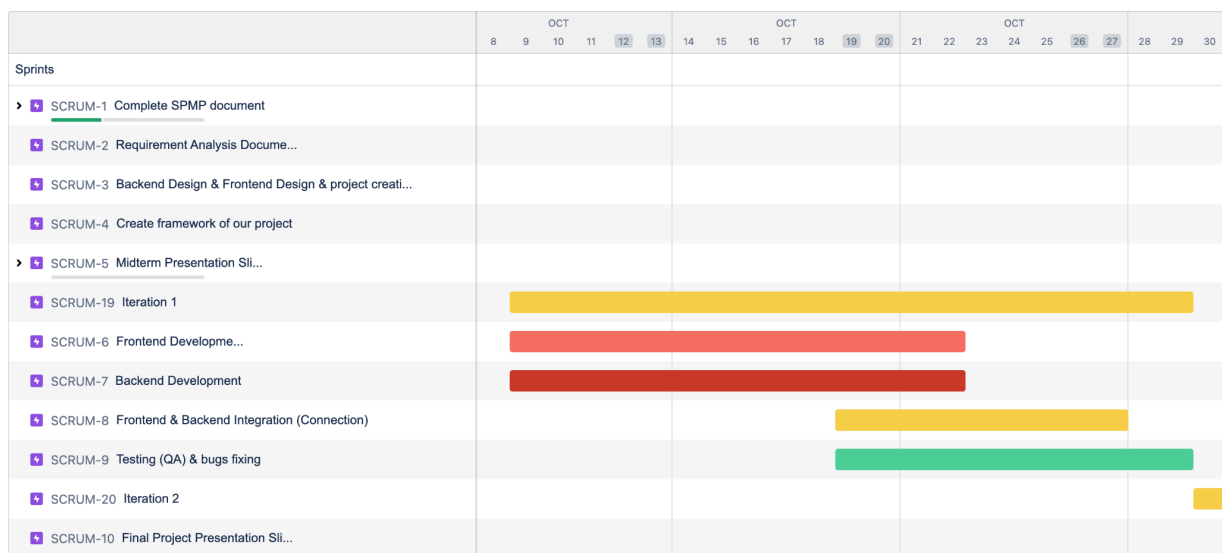 OCT OCT OCT
8 9 10 11 12 13 14 15 16 17 18 19 20 21 22 23 24 25 26 27 28 29 30
Sprints
SCRUM-1 Complete SPMP document
SCRUM-2 Requirement Analysis Docume...
SCRUM-3 Backend Design & Frontend Design & project creati...
SCRUM-4 Create framework of our project
SCRUM-5 Midterm Presentation Sli...
SCRUM-19 Iteration 1
SCRUM-6 Frontend Developme...
SCRUM-7 Backend Development
SCRUM-8 Frontend & Backend Integration (Connection)
SCRUM-9 Testing (QA) & bugs fixing
SCRUM-20 Iteration 2
SCRUM-10 Final Project Presentation Sli...